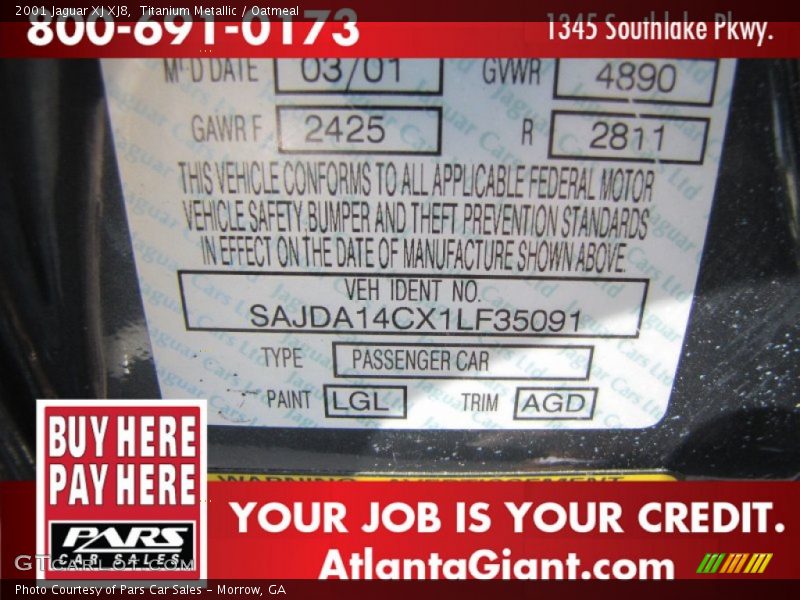 2001 Jaguar XJ XJ8, Titanium Metallic / Oatmeal
800-691-0173
1345 Southlake Pkwy.
M'D DATE 03/01 GVWR 4890
GAWR F 2425 R 2811
THIS VEHICLE CONFORMS TO ALL APPLICABLE FEDERAL MOTOR
VEHICLE SAFETY, BUMPER AND THEFT PREVENTION STANDARDS
IN EFFECT ON THE DATE OF MANUFACTURE SHOWN ABOVE.
VEH IDENT NO.
SAJDA14CX1LF35091
TYPE PASSENGER CAR
PAINT LGL TRIM AGD
WARNING AVERTISSEMENT
BUY HERE
PAY HERE
PARS
CAR SALES
GTCARLOT.COM
YOUR JOB IS YOUR CREDIT.
AtlantaGiant.com
Photo Courtesy of Pars Car Sales - Morrow, GA